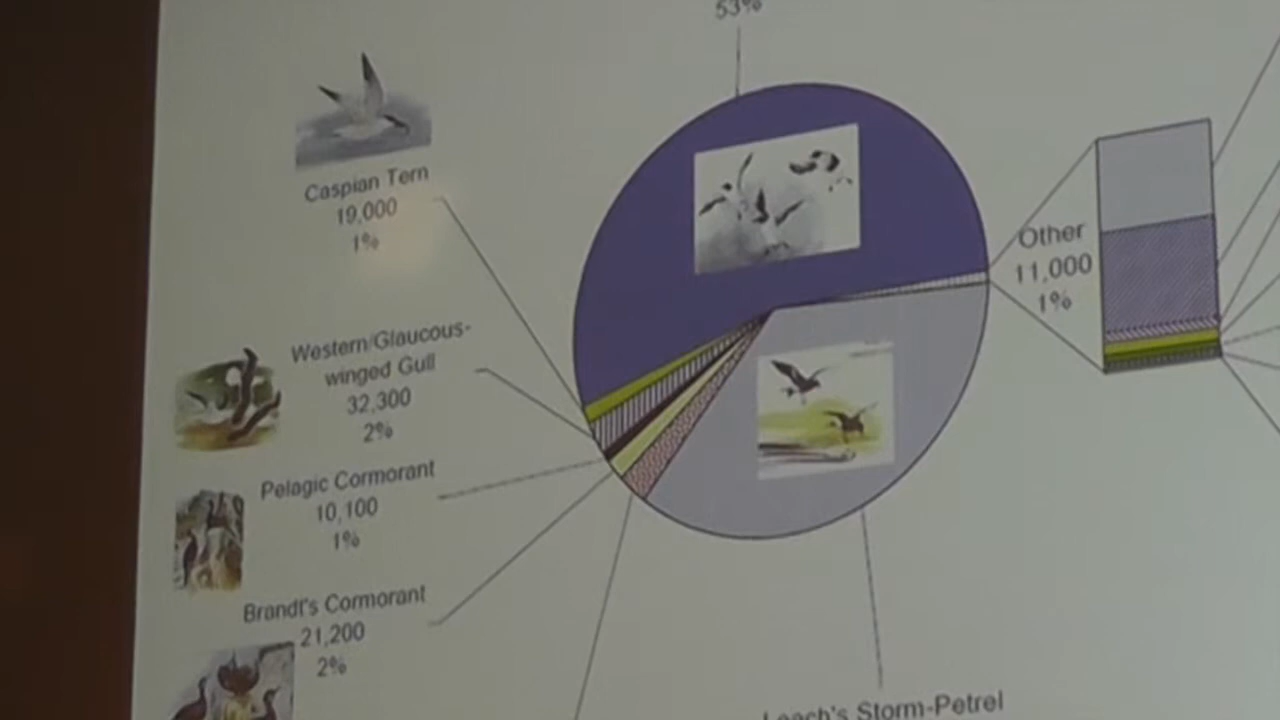 53%
Caspian Tern
19,000
1%
Western/Glaucous-
winged Gull
32,300
2%
Pelagic Cormorant
10,100
1%
Brandt's Cormorant
21,200
2%
Other
11,000
1%
Leach's Storm-Petrel